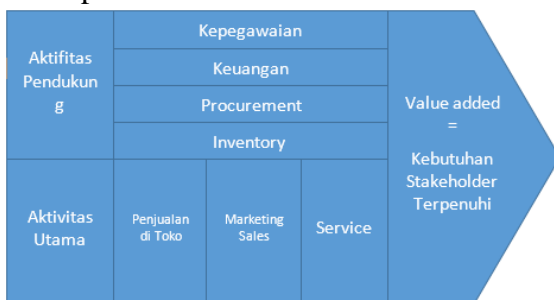 Aktifitas
Pendukun
g
Kepegawaian
Keuangan
Procurement
Inventory
Aktivitas
Utama
Penjualan
di Toko
Marketing
Sales
Service
Value added
=
Kebutuhan
Stakeholder
Terpenuhi